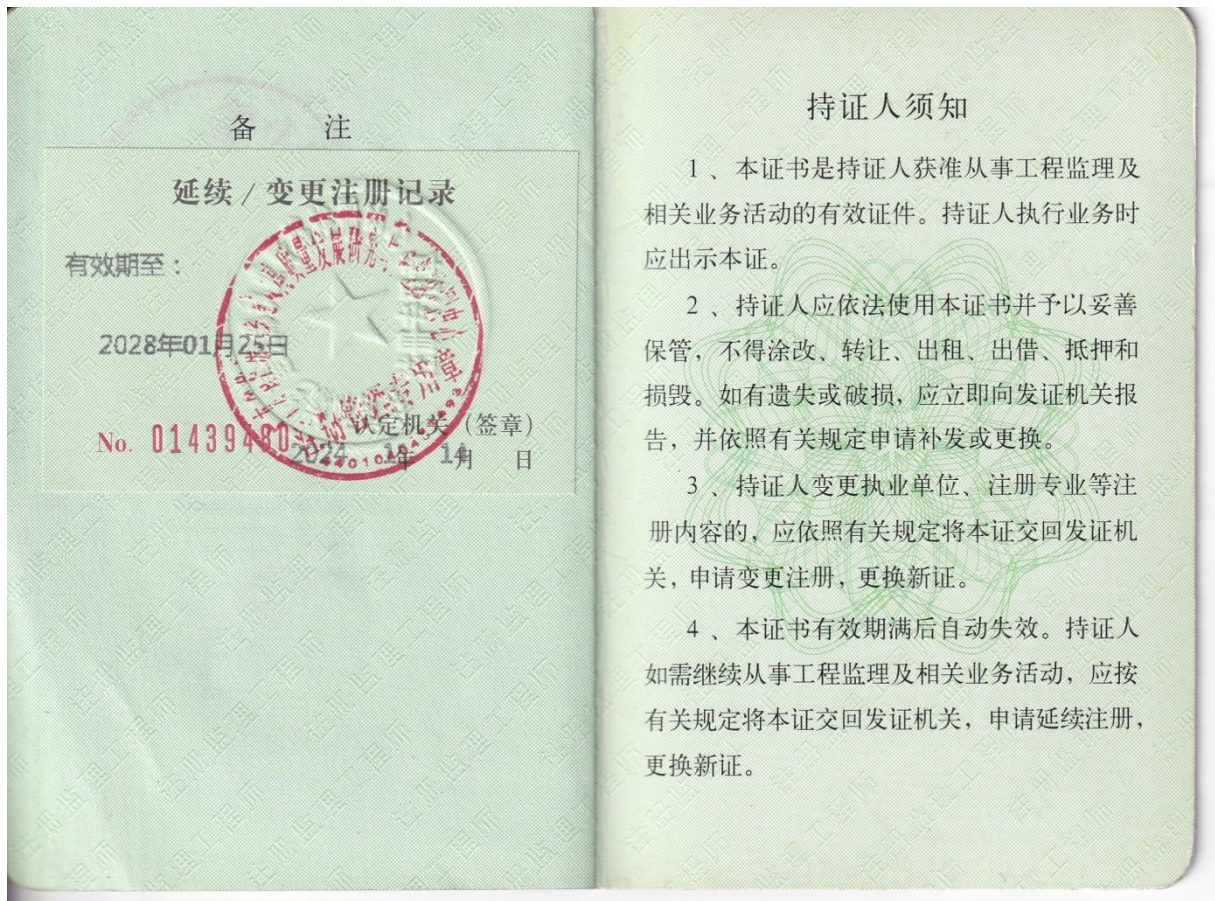 备 注
延续 / 变更注册记录
有效期至：
2028年01月25日
认定机关（签章）
No. 01439480
2024 年 月 14 日
持证人须知
1 、本证书是持证人获准从事工程监理及
相关业务活动的有效证件。持证人执行业务时
应出示本证。
2 、持证人应依法使用本证书并予以妥善
保管，不得涂改、转让、出租、出借、抵押和
损毁。如有遗失或破损，应立即向发证机关报
告，并依照有关规定申请补发或更换。
3 、持证人变更执业单位、注册专业等注
册内容的，应依照有关规定将本证交回发证机
关，申请变更注册，更换新证。
4 、本证书有效期满后自动失效。持证人
如需继续从事工程监理及相关业务活动，应按
有关规定将本证交回发证机关，申请延续注册，
更换新证。